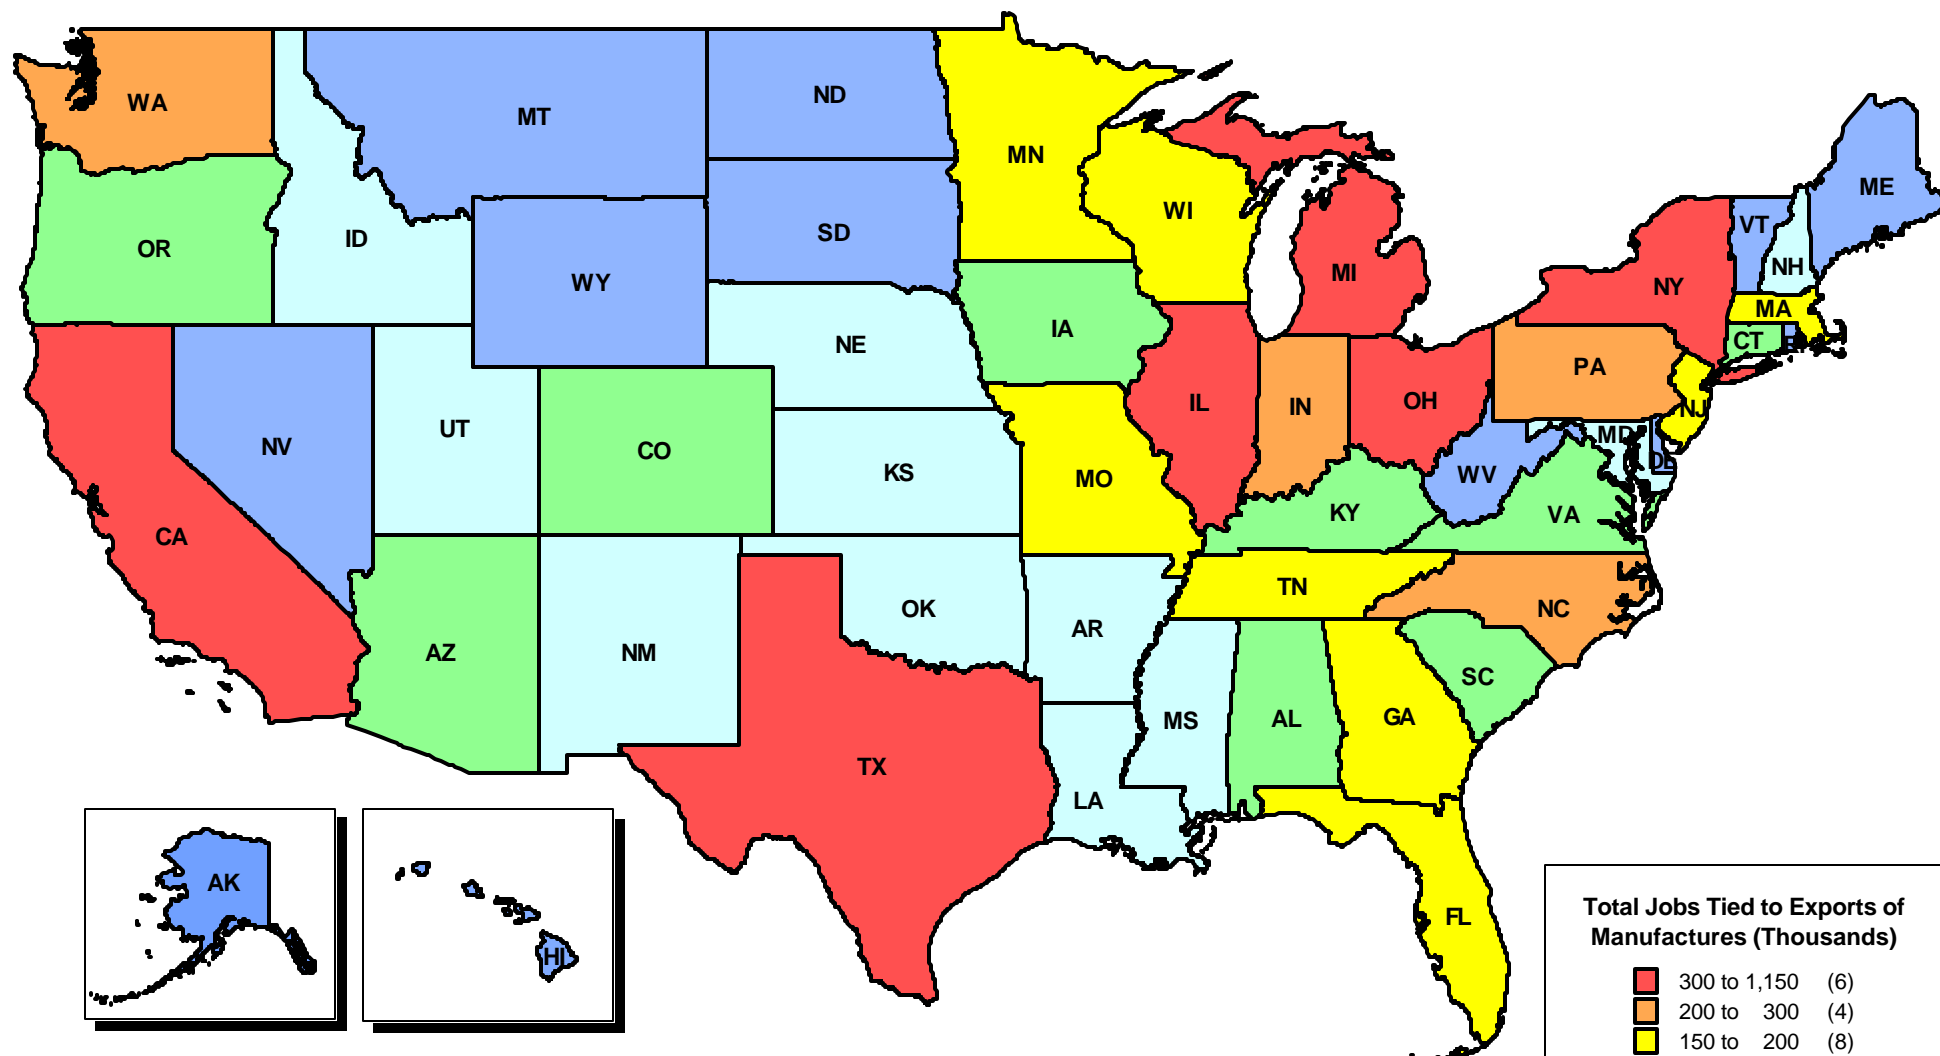 WA
MT
ND
MN
ME
WI
VT
SD
ID
OR
NH
MI
WY
NY
MA
IA
CT
NE
PA
IL
IN
OH
NJ
UT
MD
NV
CO
DE
KS
WV
MO
KY
VA
CA
TN
OK
NC
AR
AZ
NM
SC
MS
AL
GA
TX
LA
AK
FL
HI
Total Jobs Tied to Exports of
Manufactures (Thousands)
300 to 1,150 (6)
200 to 300 (4)
150 to 200 (8)